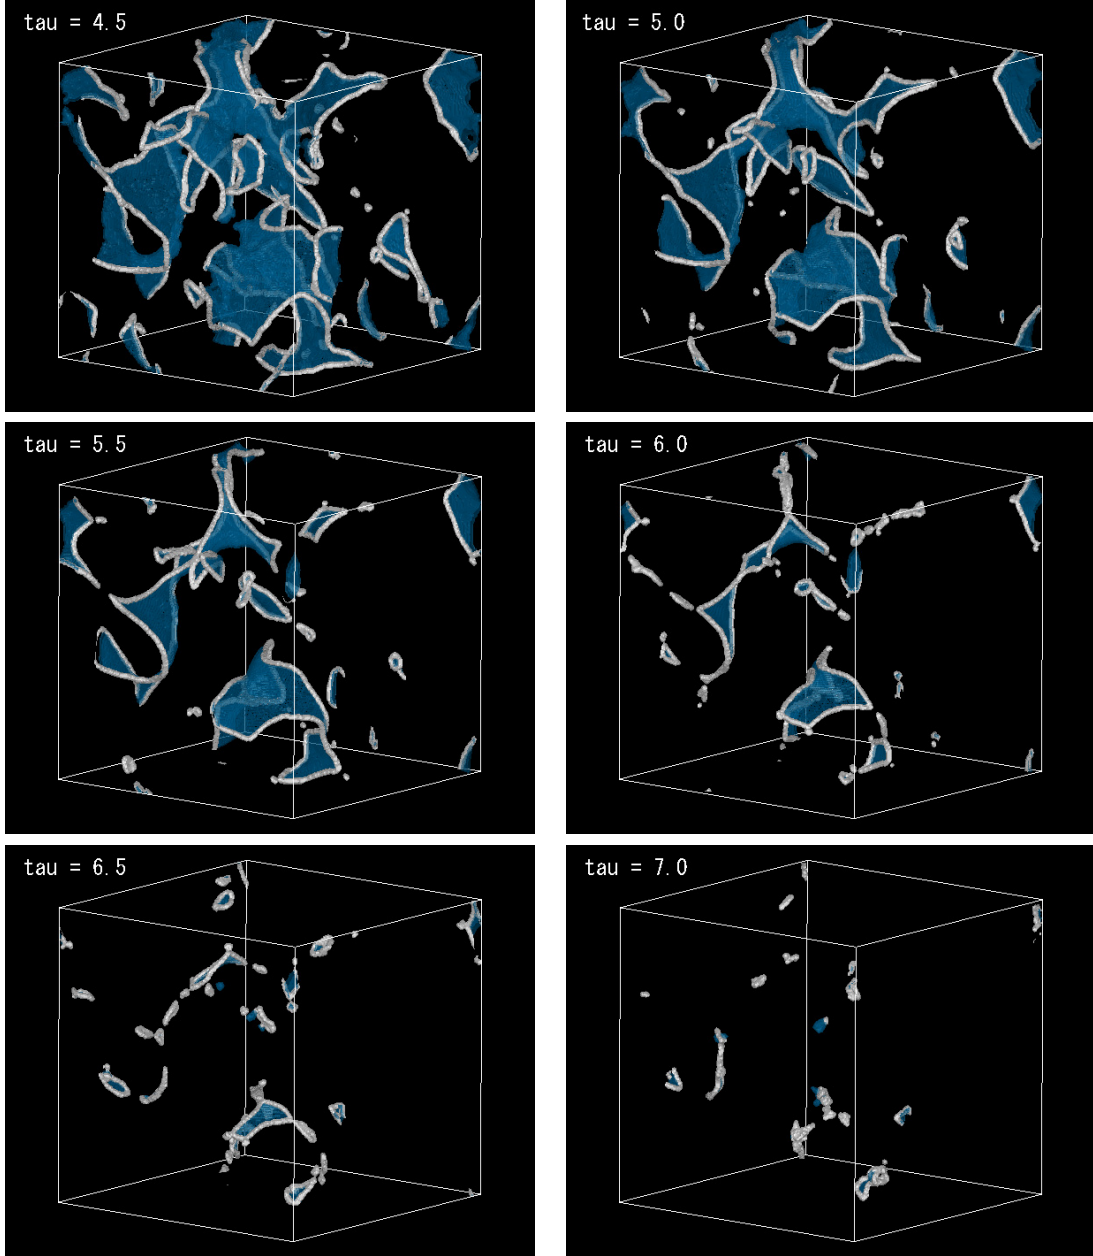 tau = 4.5
tau = 5.0
tau = 5.5
tau = 6.0
tau = 6.5
tau = 7.0